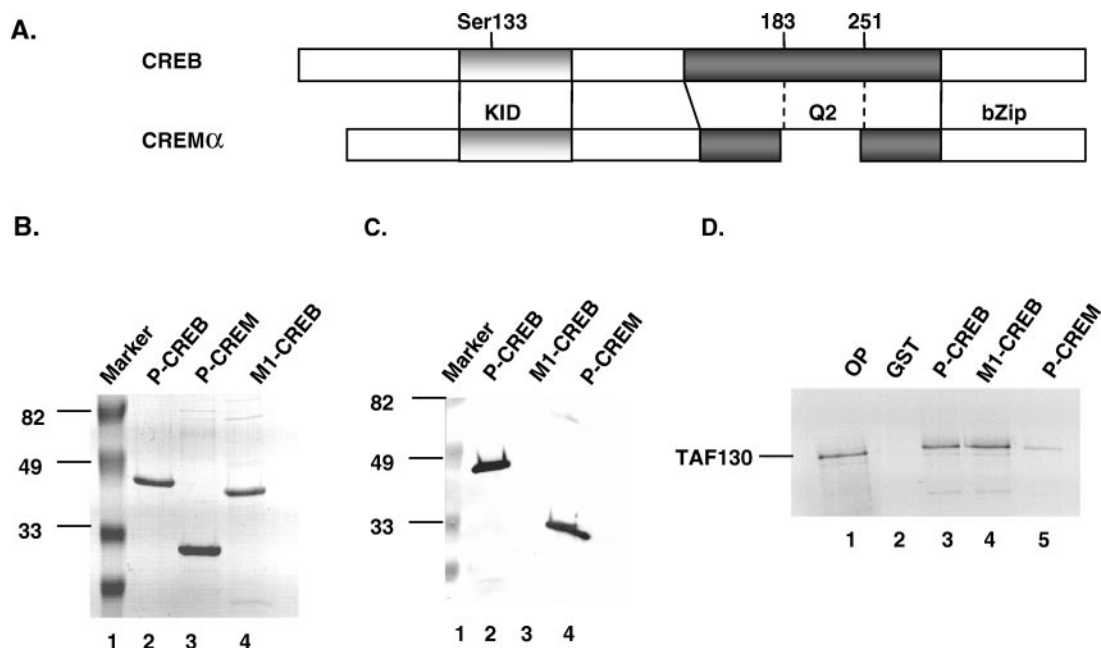 A.
Ser133 183 251
CREB
KID Q2 bZip
CREMα
B.
Marker P-CREB P-CREM M1-CREB
82
49
33
1 2 3 4
C.
Marker P-CREB M1-CREB P-CREM
82
49
33
1 2 3 4
D.
OP GST P-CREB M1-CREB P-CREM
TAF130
1 2 3 4 5